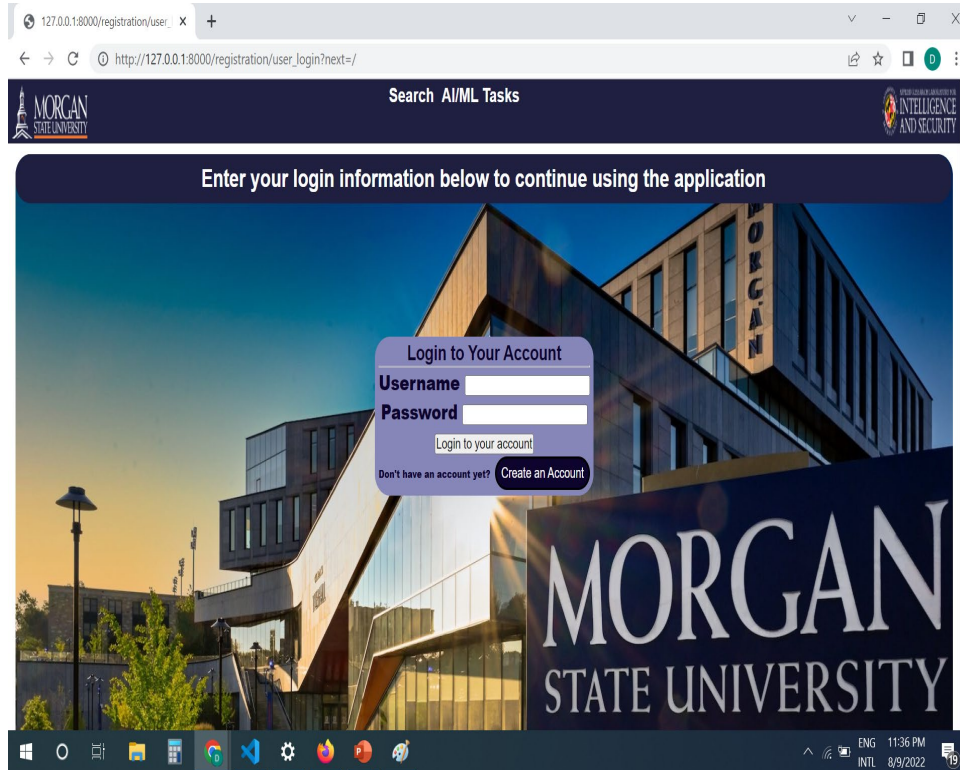 127.0.0.1:8000/registration/user_l
http://127.0.0.1:8000/registration/user_login?next=/
D
MORGAN
STATE UNIVERSITY
Search AI/ML Tasks
INTELLIGENCE
AND SECURITY
Enter your login information below to continue using the application
MORGAN
Login to Your Account
Username
Password
Login to your account
Don't have an account yet? Create an Account
MORGAN
STATE UNIVERSITY
ENG 11:36 PM
INTL 8/9/2022
19